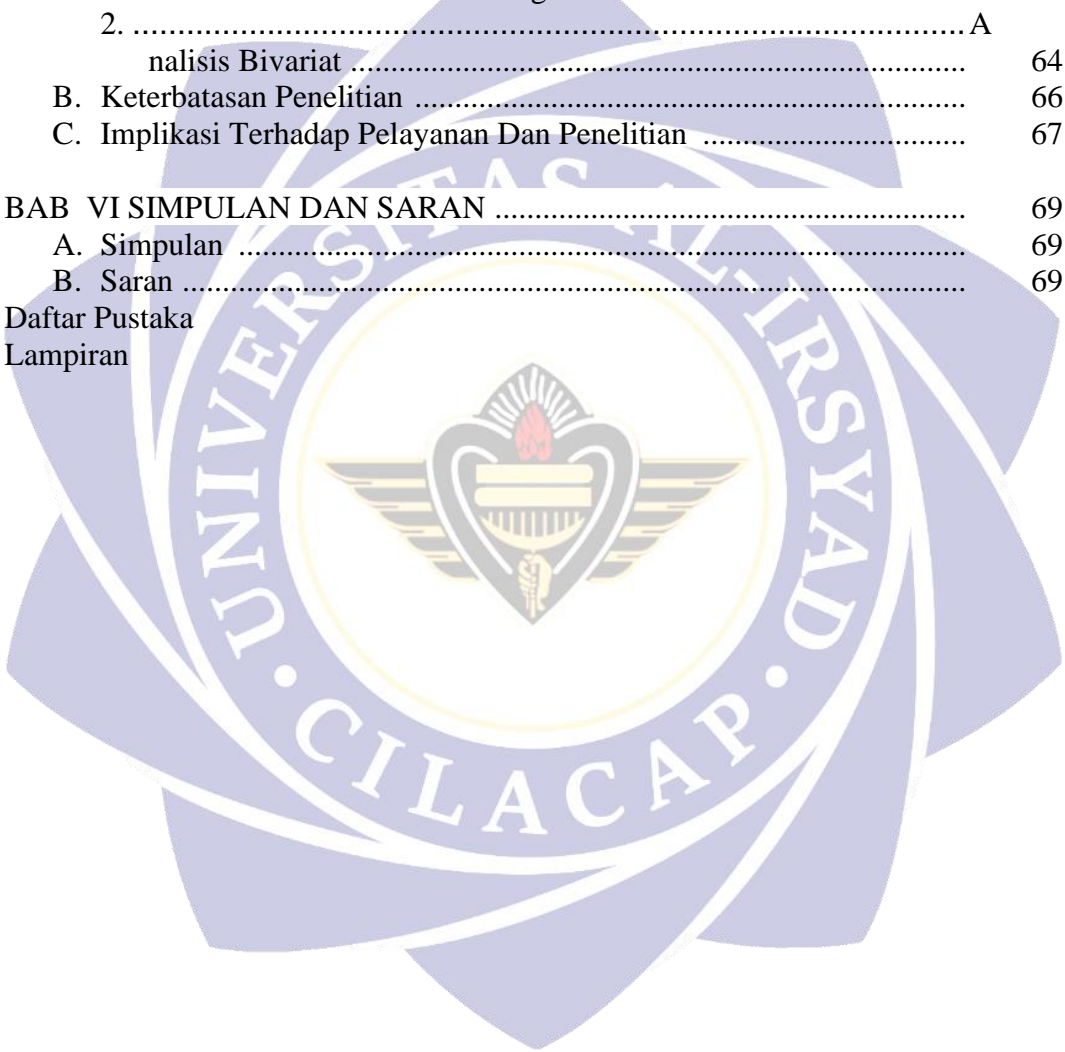 2. ....................................................................................... A
nalisis Bivariat ................................................................. 64
B. Keterbatasan Penelitian .......................................................... 66
C. Implikasi Terhadap Pelayanan Dan Penelitian ............................ 67
BAB VI SIMPULAN DAN SARAN .................................................. 69
A. Simpulan ............................................................................. 69
B. Saran ................................................................................... 69
Daftar Pustaka
Lampiran
UNIVERSITAS AL-IRSYAD
• CILACAP •